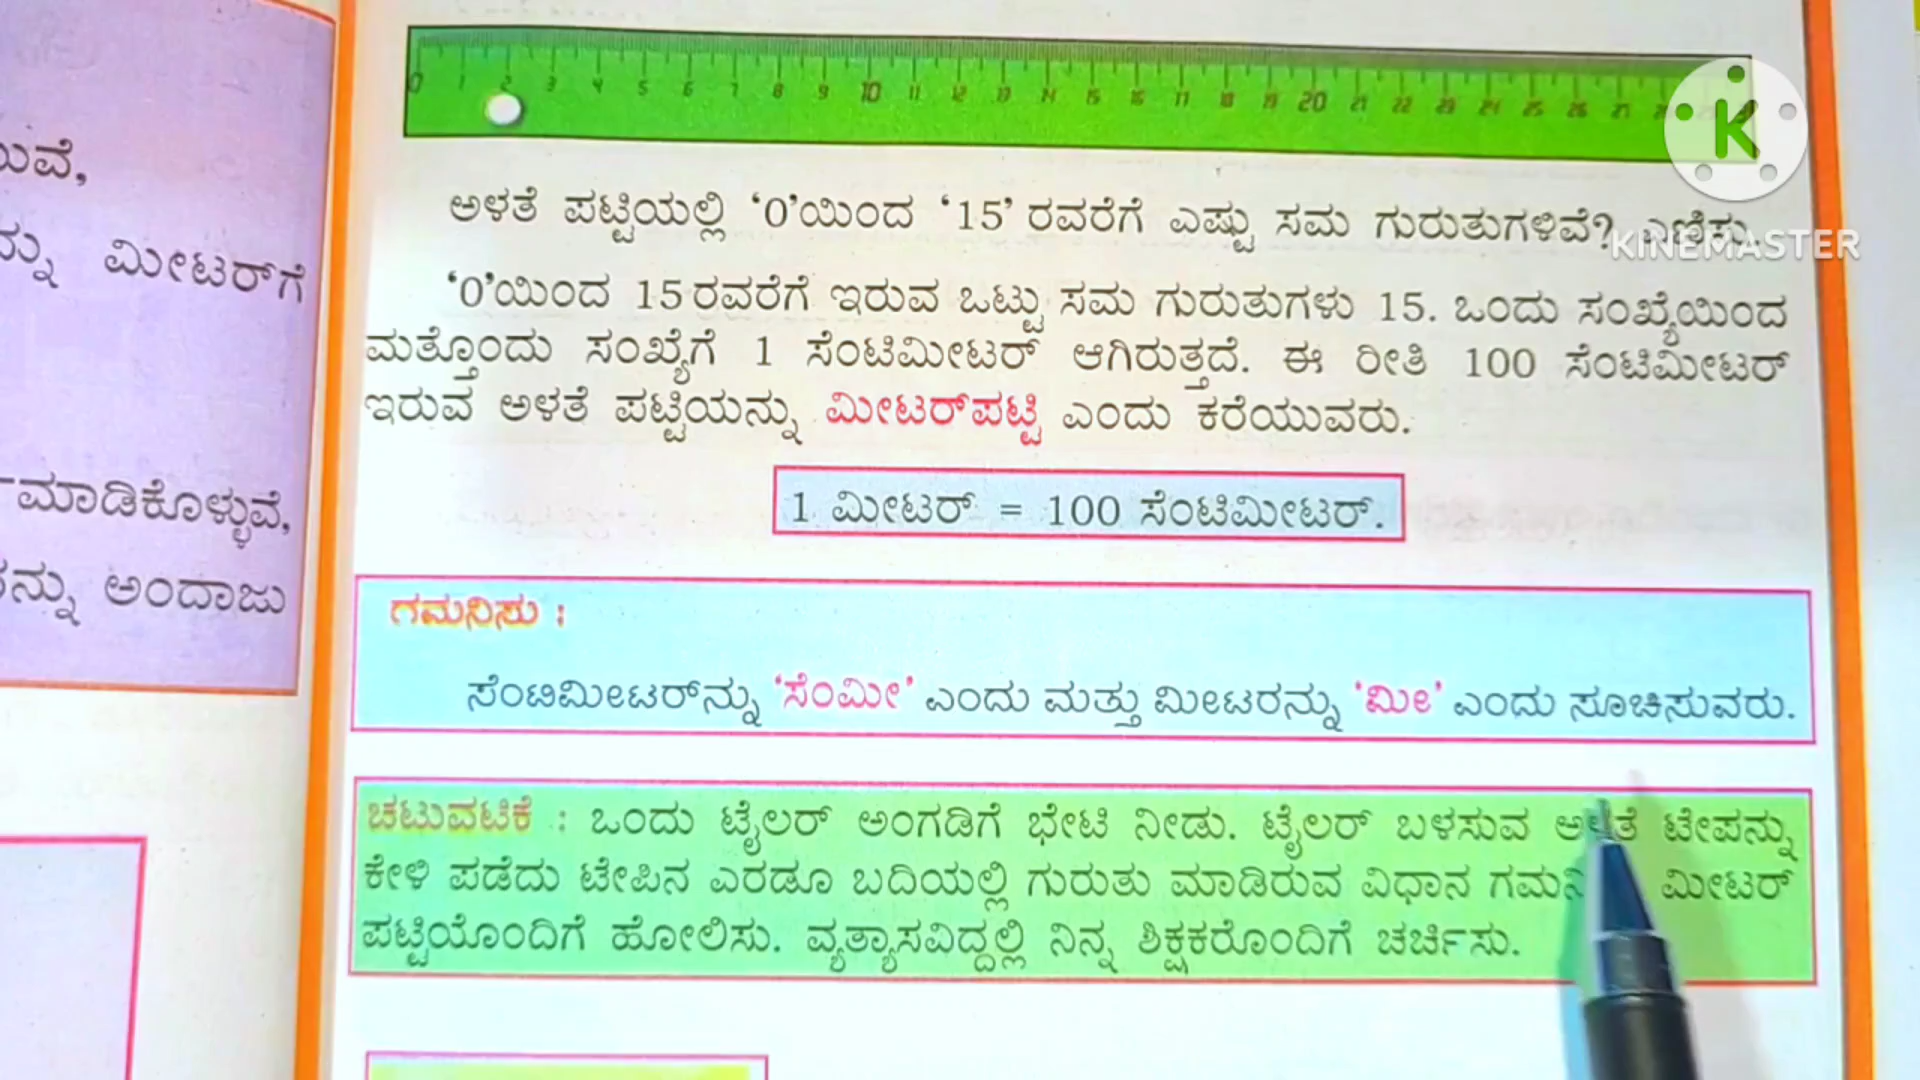 0 1 2 3 4 5 6 7 8 9 10 11 12 13 14 15 16 17 18 19 20 21 22 23 24 25 26 27
K
KINEMASTER
ಅಳತೆ ಪಟ್ಟಿಯಲ್ಲಿ ‘0’ಯಿಂದ ‘15’ ರವರೆಗೆ ಎಷ್ಟು ಸಮ ಗುರುತುಗಳಿವೆ? ಎಣಿಸು.
‘0’ಯಿಂದ 15ರವರೆಗೆ ಇರುವ ಒಟ್ಟು ಸಮ ಗುರುತುಗಳು 15. ಒಂದು ಸಂಖ್ಯೆಯಿಂದ
ಮತ್ತೊಂದು ಸಂಖ್ಯೆಗೆ 1 ಸೆಂಟಿಮೀಟರ್ ಆಗಿರುತ್ತದೆ. ಈ ರೀತಿ 100 ಸೆಂಟಿಮೀಟರ್
ಇರುವ ಅಳತೆ ಪಟ್ಟಿಯನ್ನು ಮೀಟರ್‌ಪಟ್ಟಿ ಎಂದು ಕರೆಯುವರು.
1 ಮೀಟರ್ = 100 ಸೆಂಟಿಮೀಟರ್.
ಗಮನಿಸು :
ಸೆಂಟಿಮೀಟರ್‌ನ್ನು ‘ಸೆಂಮೀ’ ಎಂದು ಮತ್ತು ಮೀಟರನ್ನು ‘ಮೀ’ ಎಂದು ಸೂಚಿಸುವರು.
ಚಟುವಟಿಕೆ : ಒಂದು ಟೈಲರ್ ಅಂಗಡಿಗೆ ಭೇಟಿ ನೀಡು. ಟೈಲರ್ ಬಳಸುವ ಅಳತೆ ಟೇಪನ್ನು
ಕೇಳಿ ಪಡೆದು ಟೇಪಿನ ಎರಡೂ ಬದಿಯಲ್ಲಿ ಗುರುತು ಮಾಡಿರುವ ವಿಧಾನ ಮೀಟರ್
ಪಟ್ಟಿಯೊಂದಿಗೆ ಹೋಲಿಸು. ವ್ಯತ್ಯಾಸವಿದ್ದಲ್ಲಿ ನಿನ್ನ ಶಿಕ್ಷಕರೊಂದಿಗೆ ಚರ್ಚಿಸು.
ಮೀಟರ್‌ಗೆ
ಮಾಡಿಕೊಳ್ಳುವೆ,
ಅಂದಾಜು